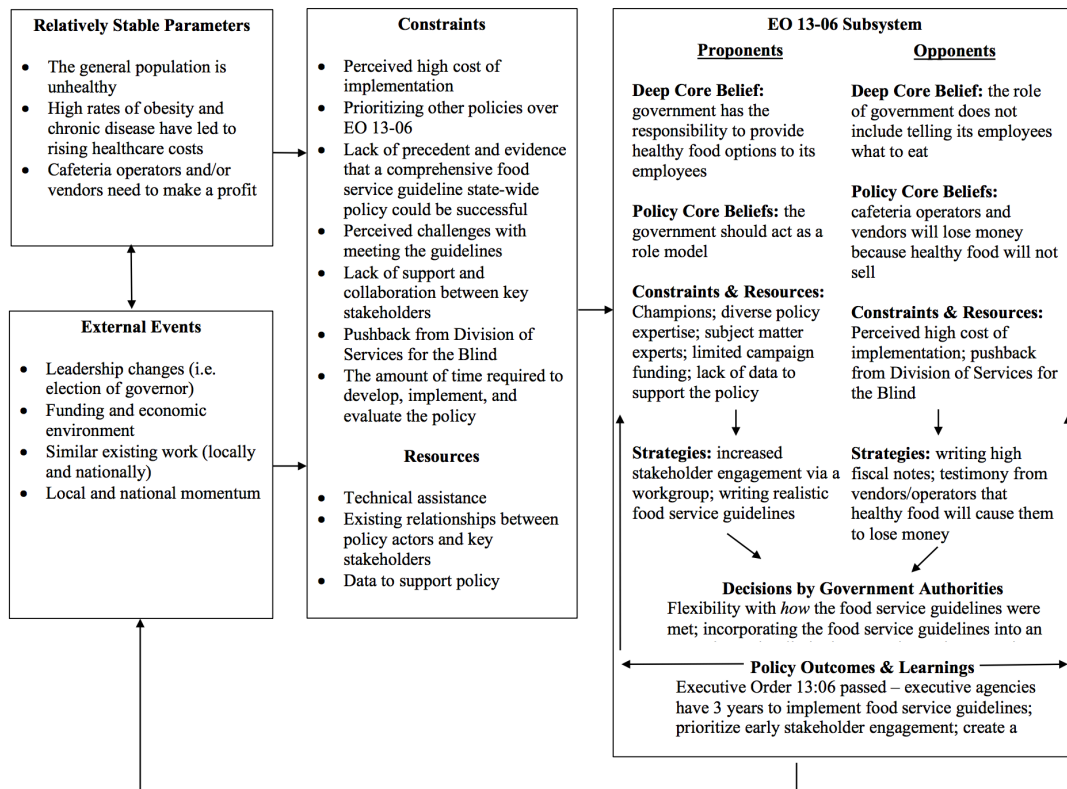 Relatively Stable Parameters
• The general population is
unhealthy
• High rates of obesity and
chronic disease have led to
rising healthcare costs
• Cafeteria operators and/or
vendors need to make a profit
External Events
• Leadership changes (i.e.
election of governor)
• Funding and economic
environment
• Similar existing work (locally
and nationally)
• Local and national momentum
Constraints
• Perceived high cost of
implementation
• Prioritizing other policies over
EO 13-06
• Lack of precedent and evidence
that a comprehensive food
service guideline state-wide
policy could be successful
• Perceived challenges with
meeting the guidelines
• Lack of support and
collaboration between key
stakeholders
• Pushback from Division of
Services for the Blind
• The amount of time required to
develop, implement, and
evaluate the policy
Resources
• Technical assistance
• Existing relationships between
policy actors and key
stakeholders
• Data to support policy
EO 13-06 Subsystem
Proponents
Deep Core Belief:
government has the
responsibility to provide
healthy food options to its
employees
Policy Core Beliefs: the
government should act as a
role model
Constraints & Resources:
Champions; diverse policy
expertise; subject matter
experts; limited campaign
funding; lack of data to
support the policy
Strategies: increased
stakeholder engagement via a
workgroup; writing realistic
food service guidelines
Opponents
Deep Core Belief: the role
of government does not
include telling its employees
what to eat
Policy Core Beliefs:
cafeteria operators and
vendors will lose money
because healthy food will not
sell
Constraints & Resources:
Perceived high cost of
implementation; pushback
from Division of Services for
the Blind
Strategies: writing high
fiscal notes; testimony from
vendors/operators that
healthy food will cause them
to lose money
Decisions by Government Authorities
Flexibility with how the food service guidelines were
met; incorporating the food service guidelines into an
Policy Outcomes & Learnings
Executive Order 13:06 passed – executive agencies
have 3 years to implement food service guidelines;
prioritize early stakeholder engagement; create a